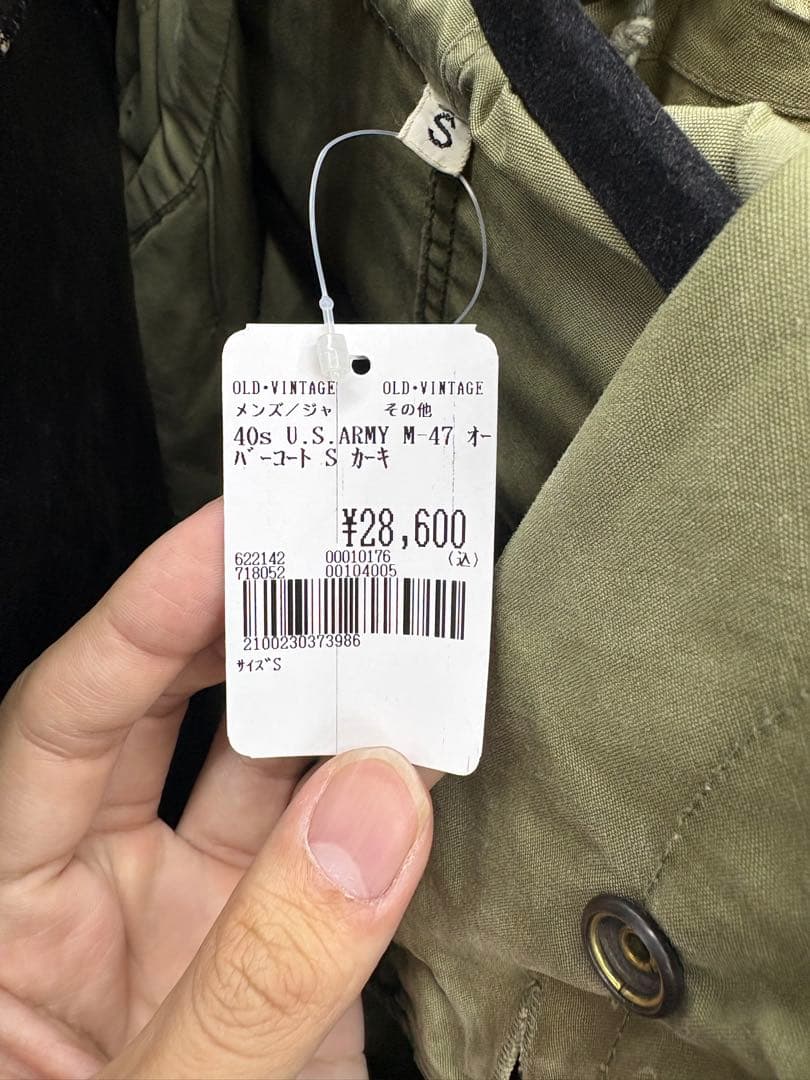 S
OLD・VINTAGE OLD・VINTAGE
メンズ/ジャ その他
40s U.S.ARMY M-47 オー
バーコート S カーキ
¥28,600
622142 00010176 (込)
718052 00104005
2100230373986
サイズS